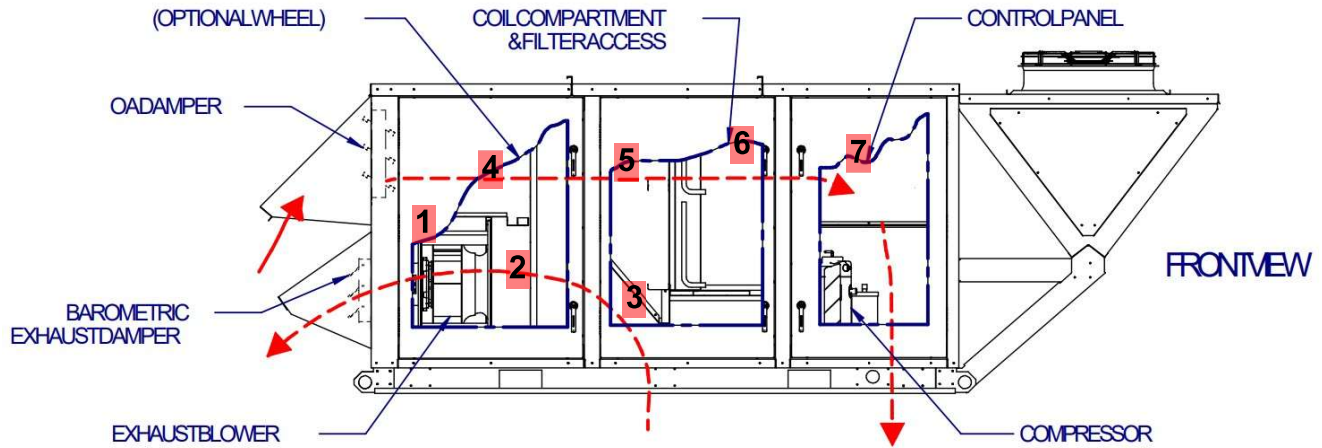 (OPTIONALWHEEL)
COILCOMPARTMENT
&FILTERACCESS
CONTROLPANEL
OADAMPER
6
5
7
4
1
2
FRONTVIEW
3
BAROMETRIC
EXHAUSTDAMPER
EXHAUSTBLOWER
COMPRESSOR